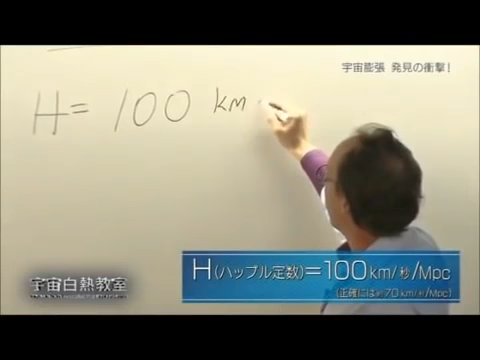 宇宙膨張 発見の衝撃！
H= 100 km
H(ハッブル定数)=100km/秒/Mpc
(正確には約70km/秒/Mpc)
宇宙白熱教室